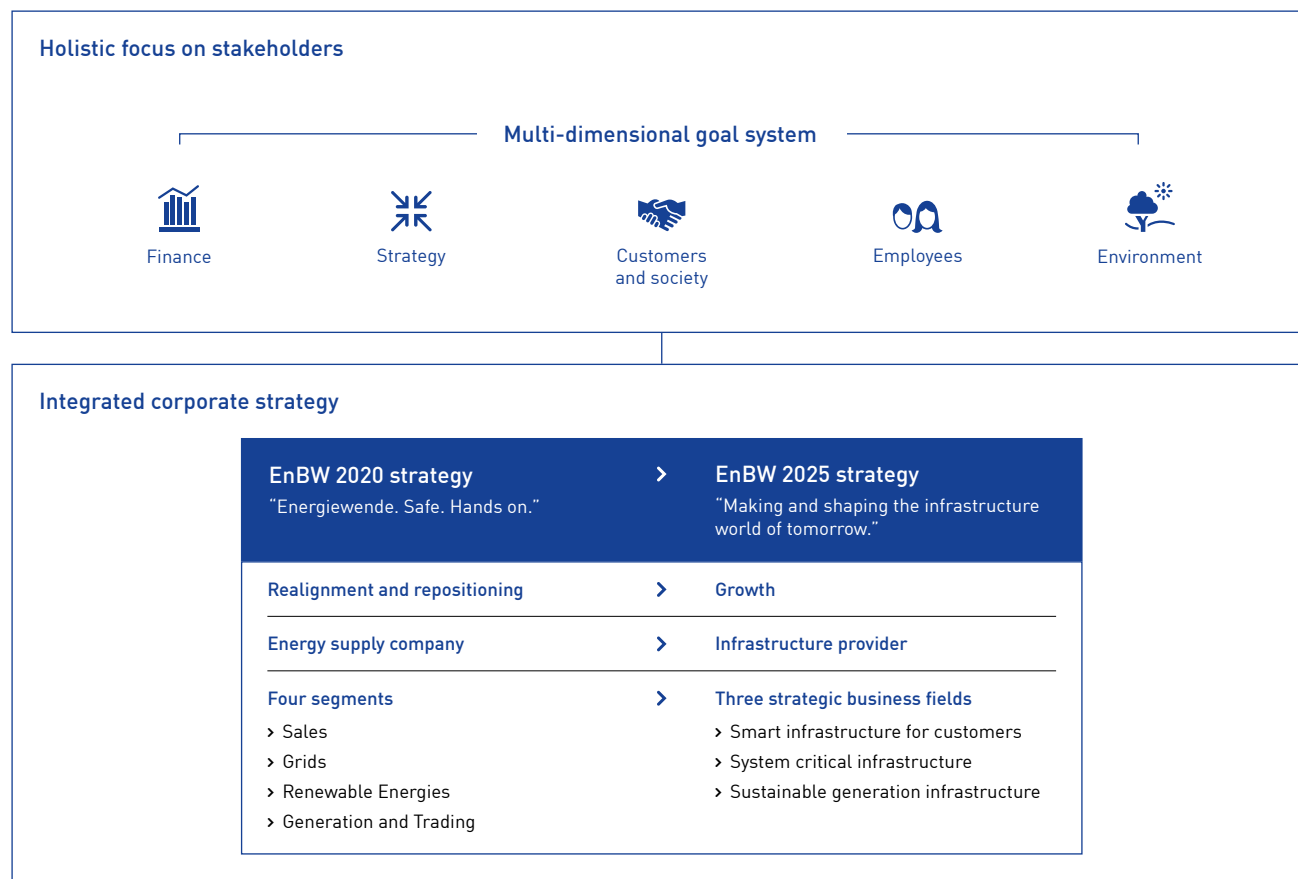 Holistic focus on stakeholders
Multi-dimensional goal system
Finance
Strategy
Customers
and society
Employees
Environment
Integrated corporate strategy
EnBW 2020 strategy
“Energiewende. Safe. Hands on.”
EnBW 2025 strategy
“Making and shaping the infrastructure
world of tomorrow.”
Realignment and repositioning
Growth
Energy supply company
Infrastructure provider
Four segments
Sales
Grids
Renewable Energies
Generation and Trading
Three strategic business fields
Smart infrastructure for customers
System critical infrastructure
Sustainable generation infrastructure